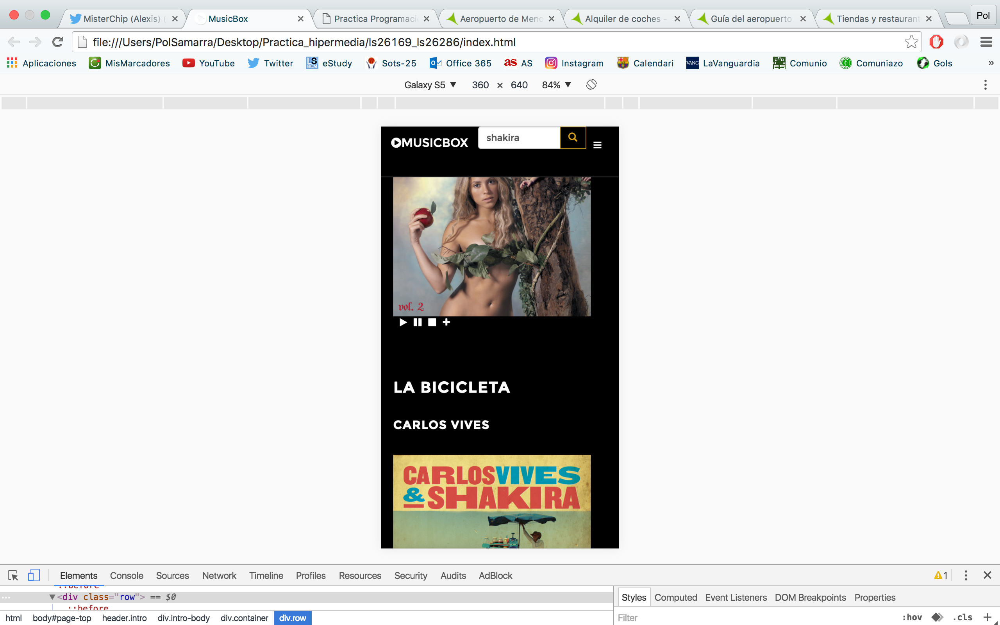 MisterChip (Alexis) (
MusicBox
Practica Programaci
Aeropuerto de Meno
Alquiler de coches -
Guía del aeropuerto
Tiendas y restaurant
Pol
file:///Users/PolSamarra/Desktop/Practica_hipermedia/ls26169_ls26286/index.html
Aplicaciones
MisMarcadores
YouTube
Twitter
LS BCN eStudy
Sots-25
Office 365
as AS
Instagram
Calendari
VANG LaVanguardia
Comunio
Comuniazo
Gols
»
Galaxy S5 ▼ 360 × 640 84% ▼
MUSICBOX
shakira
vol. 2
LA BICICLETA
CARLOS VIVES
CARLOSVIVES
&SHAKIRA
Elements Console Sources Network Timeline Profiles Resources Security Audits AdBlock
1
::before
<div class="row"> == $0
::before
html body#page-top header.intro div.intro-body div.container div.row
Styles Computed Event Listeners DOM Breakpoints Properties
Filter
:hov .cls +